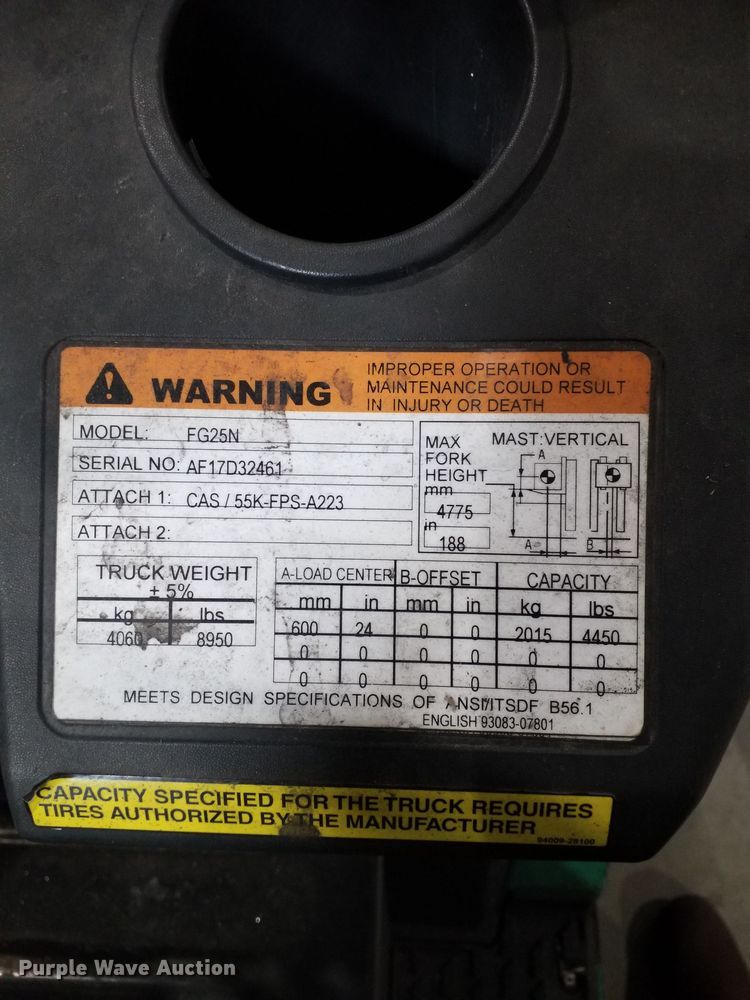 WARNING
IMPROPER OPERATION OR
MAINTENANCE COULD RESULT
IN INJURY OR DEATH
MODEL: FG25N
SERIAL NO: AF17D32461
ATTACH 1: CAS / 55K-FPS-A223
ATTACH 2:
MAX
FORK
HEIGHT
mm
4775
in
188
MAST:VERTICAL
A
A
B
TRUCK WEIGHT
± 5%
kg lbs
4060 8950
A-LOAD CENTER B-OFFSET CAPACITY
mm in mm in kg lbs
600 24 0 0 2015 4450
0 0 0 0 0 0
0 0 0 0 0 0
MEETS DESIGN SPECIFICATIONS OF ANSI/ITSDF B56.1
ENGLISH 93083-07801
CAPACITY SPECIFIED FOR THE TRUCK REQUIRES
TIRES AUTHORIZED BY THE MANUFACTURER
94009-28100
Purple Wave Auction